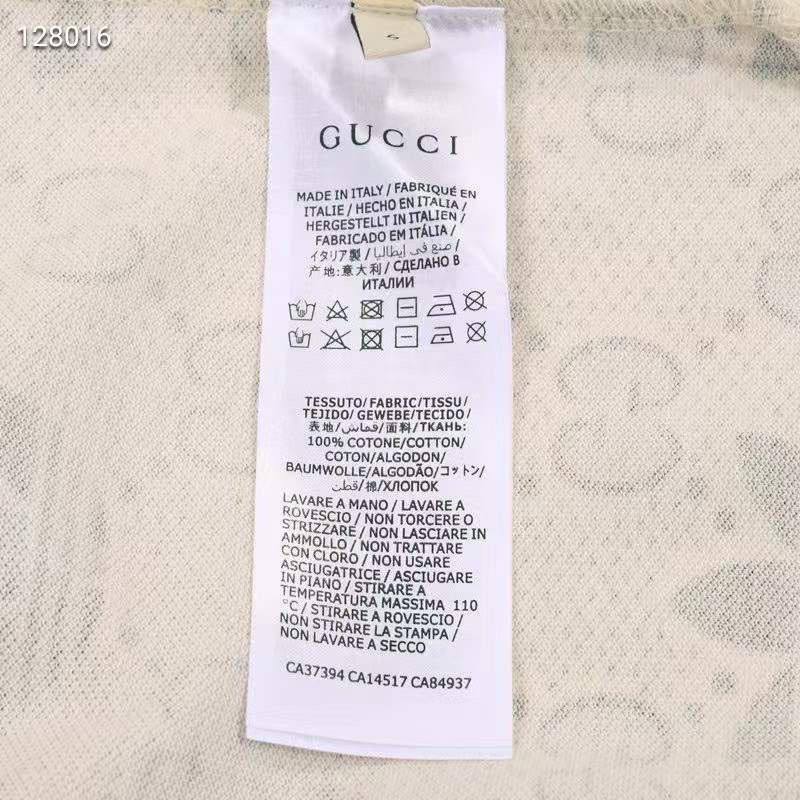 128016
S
GUCCI
MADE IN ITALY / FABRIQUÉ EN
ITALIE / HECHO EN ITALIA /
HERGESTELLT IN ITALIEN /
FABRICADO EM ITÁLIA /
イタリア製 / صنع في إيطاليا /
产地:意大利 / СДЕЛАНО В
ИТАЛИИ
TESSUTO/ FABRIC/TISSU/
TEJIDO/ GEWEBE/TECIDO/
表地/قماش/面料/ТКАНЬ:
100% COTONE/COTTON/
COTON/ALGODON/
BAUMWOLLE/ALGODÃO/コットン/
قطن/棉/ХЛОПОК
LAVARE A MANO / LAVARE A
ROVESCIO / NON TORCERE O
STRIZZARE / NON LASCIARE IN
AMMOLLO / NON TRATTARE
CON CLORO / NON USARE
ASCIUGATRICE / ASCIUGARE
IN PIANO / STIRARE A
TEMPERATURA MASSIMA 110
°C / STIRARE A ROVESCIO /
NON STIRARE LA STAMPA /
NON LAVARE A SECCO
CA37394 CA14517 CA84937